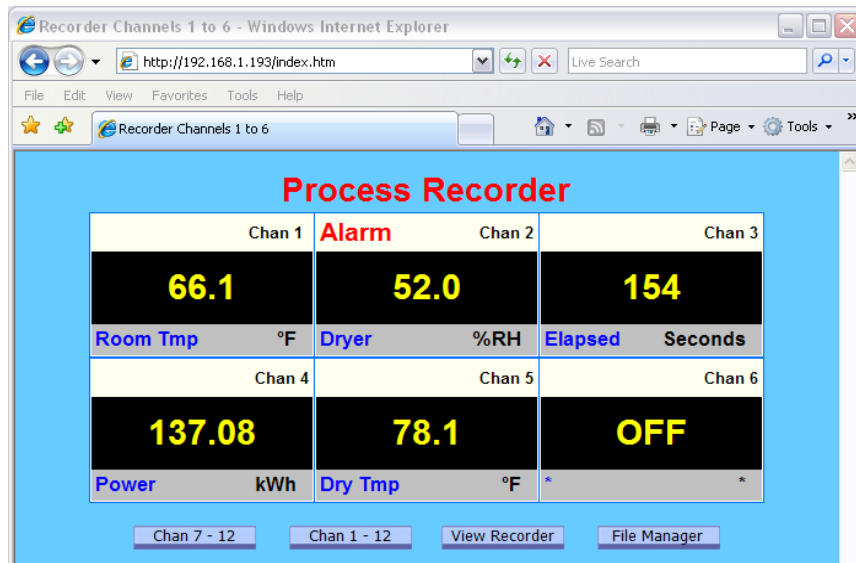 Recorder Channels 1 to 6 - Windows Internet Explorer
http://192.168.1.193/index.htm Live Search
File Edit View Favorites Tools Help
Recorder Channels 1 to 6 Page Tools »
Process Recorder
Chan 1 Alarm Chan 2 Chan 3
66.1 52.0 154
Room Tmp °F Dryer %RH Elapsed Seconds
Chan 4 Chan 5 Chan 6
137.08 78.1 OFF
Power kWh Dry Tmp °F * *
Chan 7 - 12 Chan 1 - 12 View Recorder File Manager